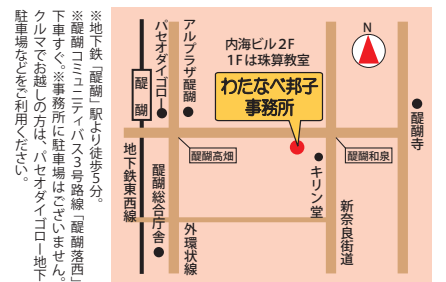 ※地下鉄「醍醐」駅より徒歩5分。
※醍醐コミュニティバス3号路線「醍醐落西」
下車すぐ。※事務所に駐車場はございません。
クルマでお越しの方は、パセオダイゴロー地下
駐車場などをご利用ください。
パセオダイゴロー
アルプラザ醍醐
内海ビル2F
1Fは珠算教室
N
わたなべ邦子
事務所
醍醐
醍醐寺
醍醐高畑
醍醐和泉
地下鉄東西線
醍醐総合庁舎
外環状線
キリン堂
新奈良街道